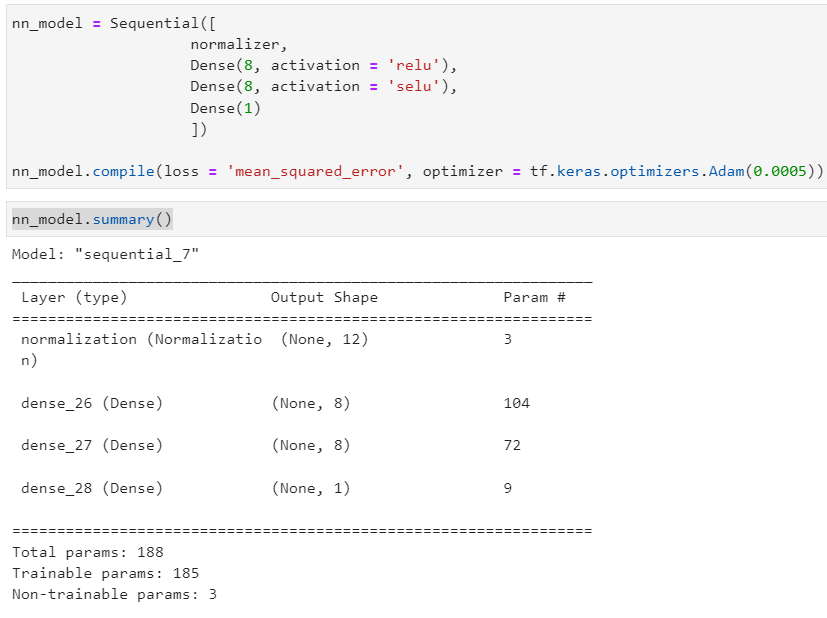 nn_model = Sequential([
normalizer,
Dense(8, activation = 'relu'),
Dense(8, activation = 'selu'),
Dense(1)
])
nn_model.compile(loss = 'mean_squared_error', optimizer = tf.keras.optimizers.Adam(0.0005))
nn_model.summary()
Model: "sequential_7"
_________________________________________________________________
Layer (type) Output Shape Param #
=================================================================
normalization (Normalizatio (None, 12) 3
n)
dense_26 (Dense) (None, 8) 104
dense_27 (Dense) (None, 8) 72
dense_28 (Dense) (None, 1) 9
=================================================================
Total params: 188
Trainable params: 185
Non-trainable params: 3